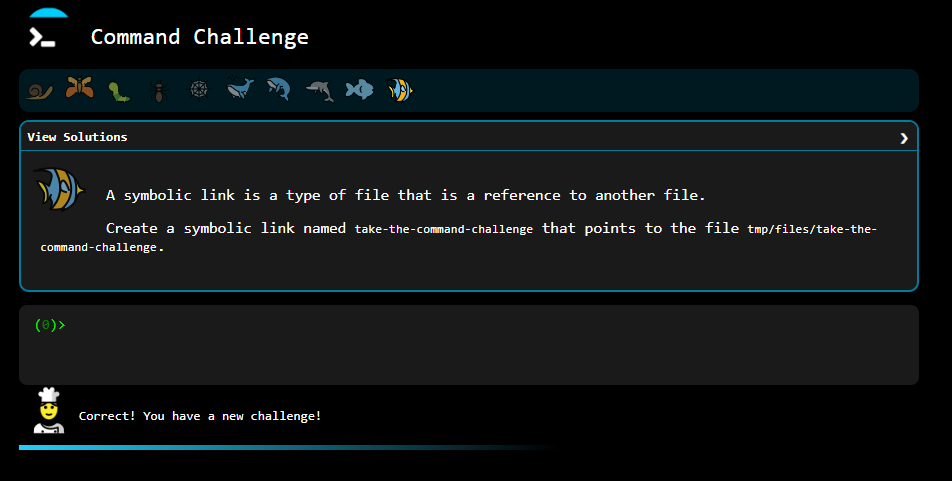 Command Challenge
View Solutions
A symbolic link is a type of file that is a reference to another file.
Create a symbolic link named take-the-command-challenge that points to the file tmp/files/take-the-
command-challenge.
(0)>
Correct! You have a new challenge!